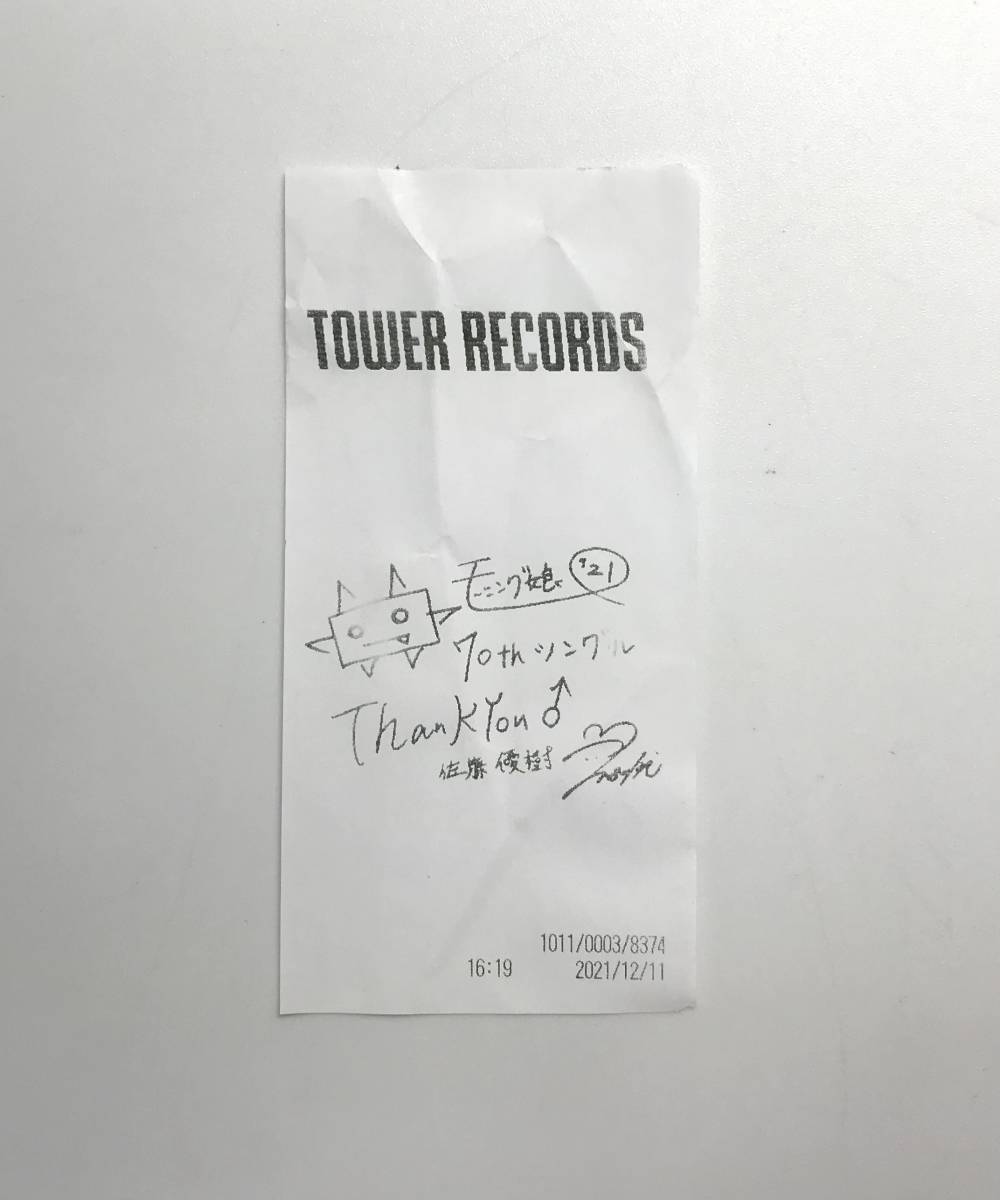 TOWER RECORDS
モーニング娘。'21
70thシングル
ThankYou♂
佐藤 優樹
1011/0003/8374
16:19 2021/12/11